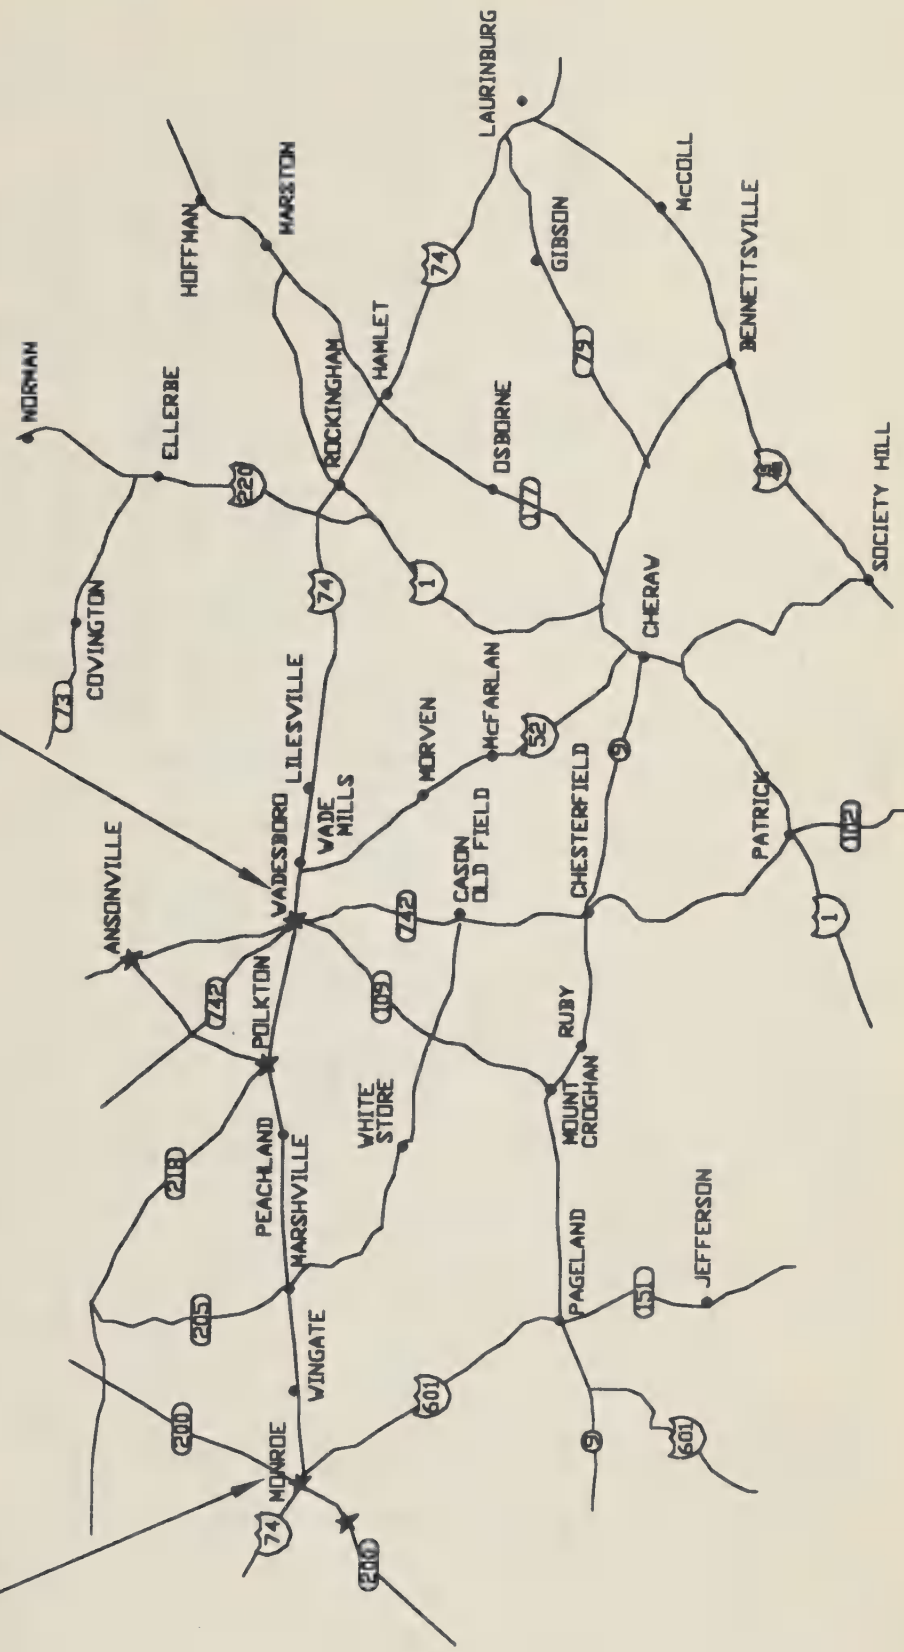 NORMAN
73
COVINGTON
ANSONVILLE
ELLERBE
218
200
HOFFMAN
205
742
220
POLKTON
PEACHLAND
74
MONROE
WADESBORO
MARSTON
LILESVILLE
MARSHVILLE
WINGATE
WADE
MILLS
74
ROCKINGHAM
200
WHITE
STORE
109
HAMLET
742
MORVEN
1
601
74
CASON
OLD FIELD
LAURINBURG
McFARLAN
OSBORNE
177
52
GIBSON
RUBY
MOUNT
CROGHAN
PAGELAND
CHESTERFIELD
79
9
9
151
CHERAW
McCOLL
601
JEFFERSON
BENNETTSVILLE
PATRICK
1
102
SOCIETY HILL